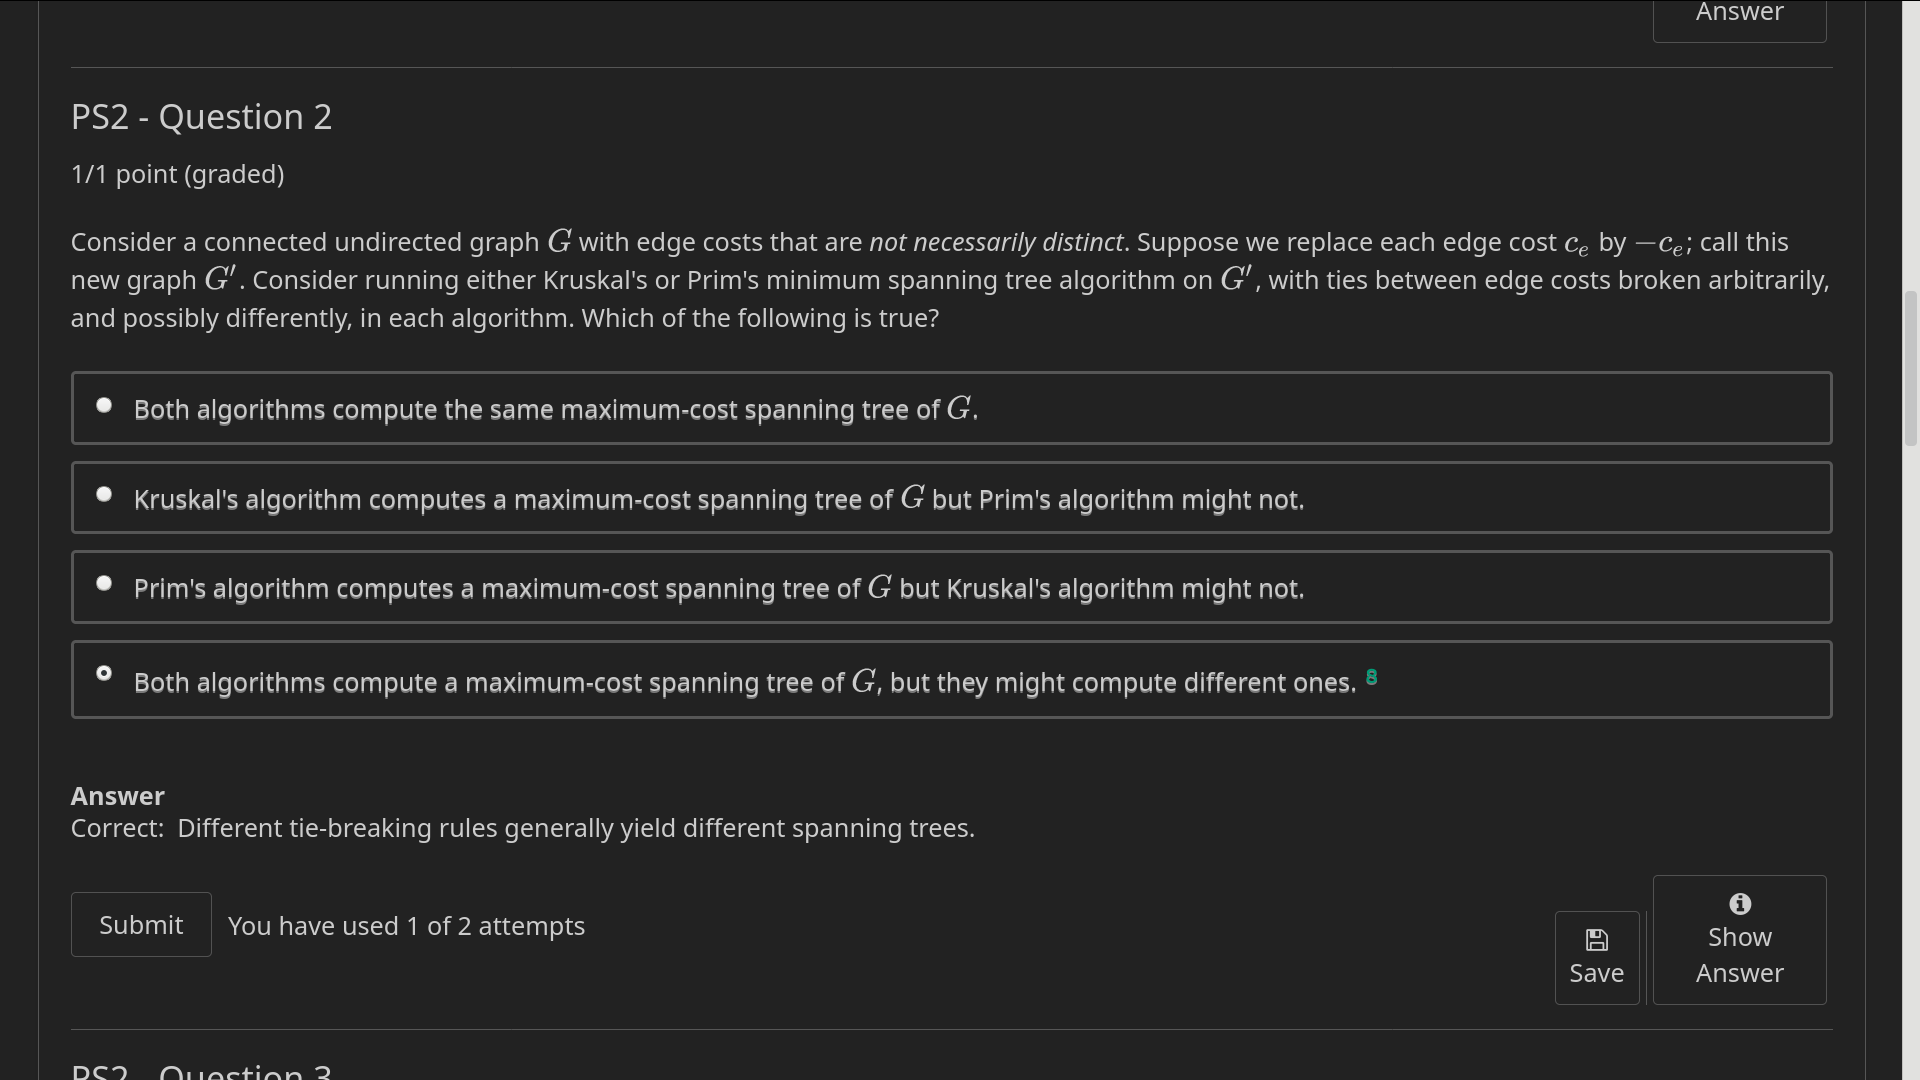 Answer
PS2 - Question 2
1/1 point (graded)
Consider a connected undirected graph G with edge costs that are not necessarily distinct. Suppose we replace each edge cost cₑ by −cₑ; call this
new graph G′. Consider running either Kruskal's or Prim's minimum spanning tree algorithm on G′, with ties between edge costs broken arbitrarily,
and possibly differently, in each algorithm. Which of the following is true?
Both algorithms compute the same maximum-cost spanning tree of G.
Kruskal's algorithm computes a maximum-cost spanning tree of G but Prim's algorithm might not.
Prim's algorithm computes a maximum-cost spanning tree of G but Kruskal's algorithm might not.
Both algorithms compute a maximum-cost spanning tree of G, but they might compute different ones. 8
Answer
Correct: Different tie-breaking rules generally yield different spanning trees.
Submit You have used 1 of 2 attempts
Save
Show
Answer
PS2 - Question 3